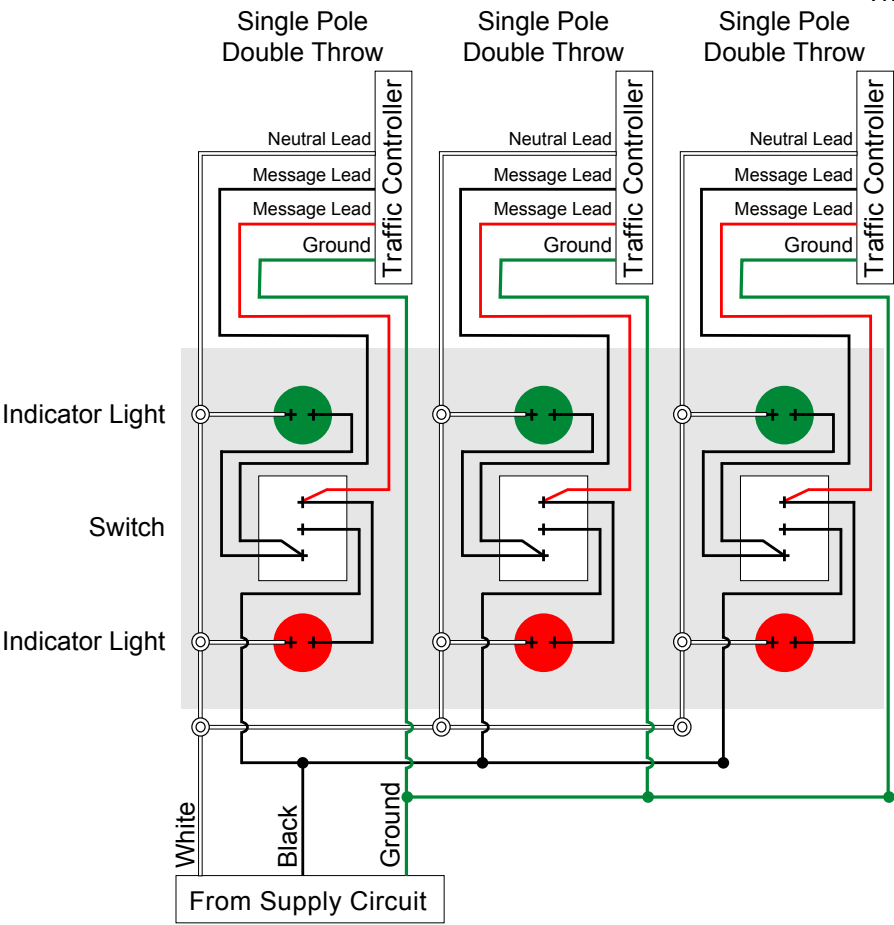 Single Pole
Double Throw
Single Pole
Double Throw
Single Pole
Double Throw
Traffic Controller
Neutral Lead
Message Lead
Message Lead
Ground
Traffic Controller
Neutral Lead
Message Lead
Message Lead
Ground
Traffic Controller
Neutral Lead
Message Lead
Message Lead
Ground
Indicator Light
Switch
Indicator Light
White
Black
Ground
From Supply Circuit